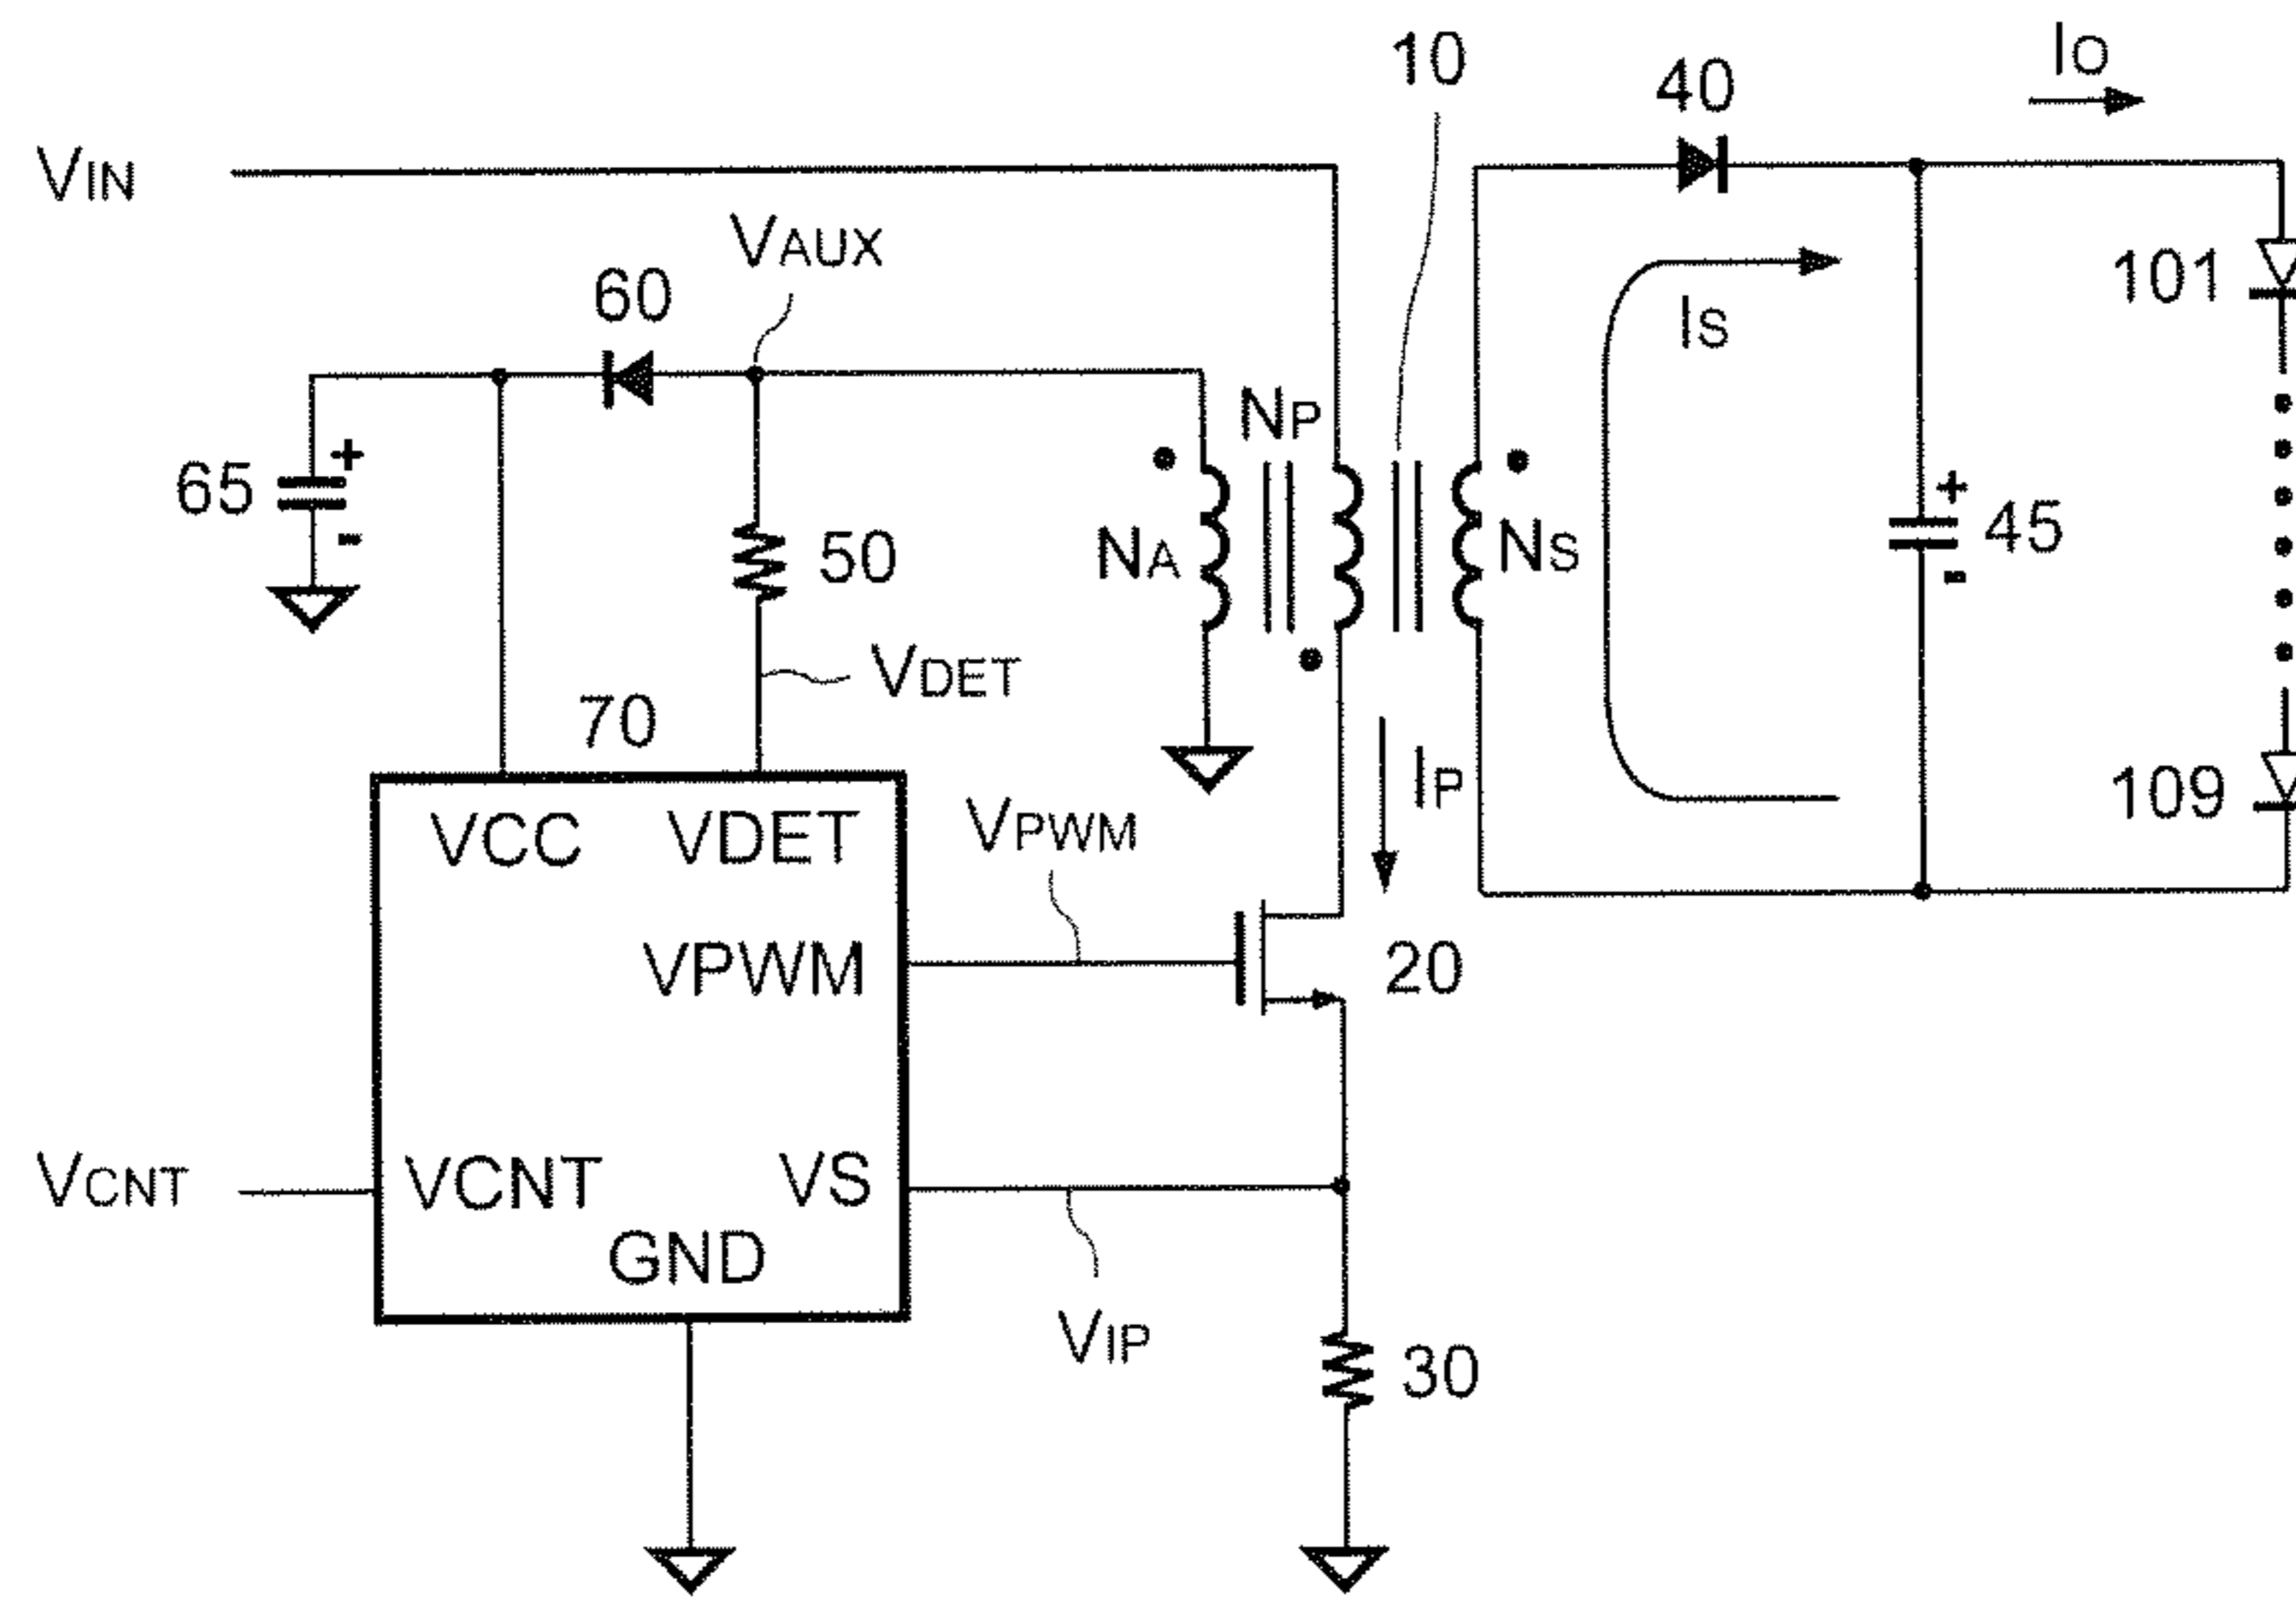 10
40
IO
VIN
VAUX
60
101
IS
NP
65
+
-
50
NA
NS
+
45
-
VDET
70
IP
109
VCC
VDET
VPWM
VPWM
20
VCNT
VCNT
VS
GND
VIP
30